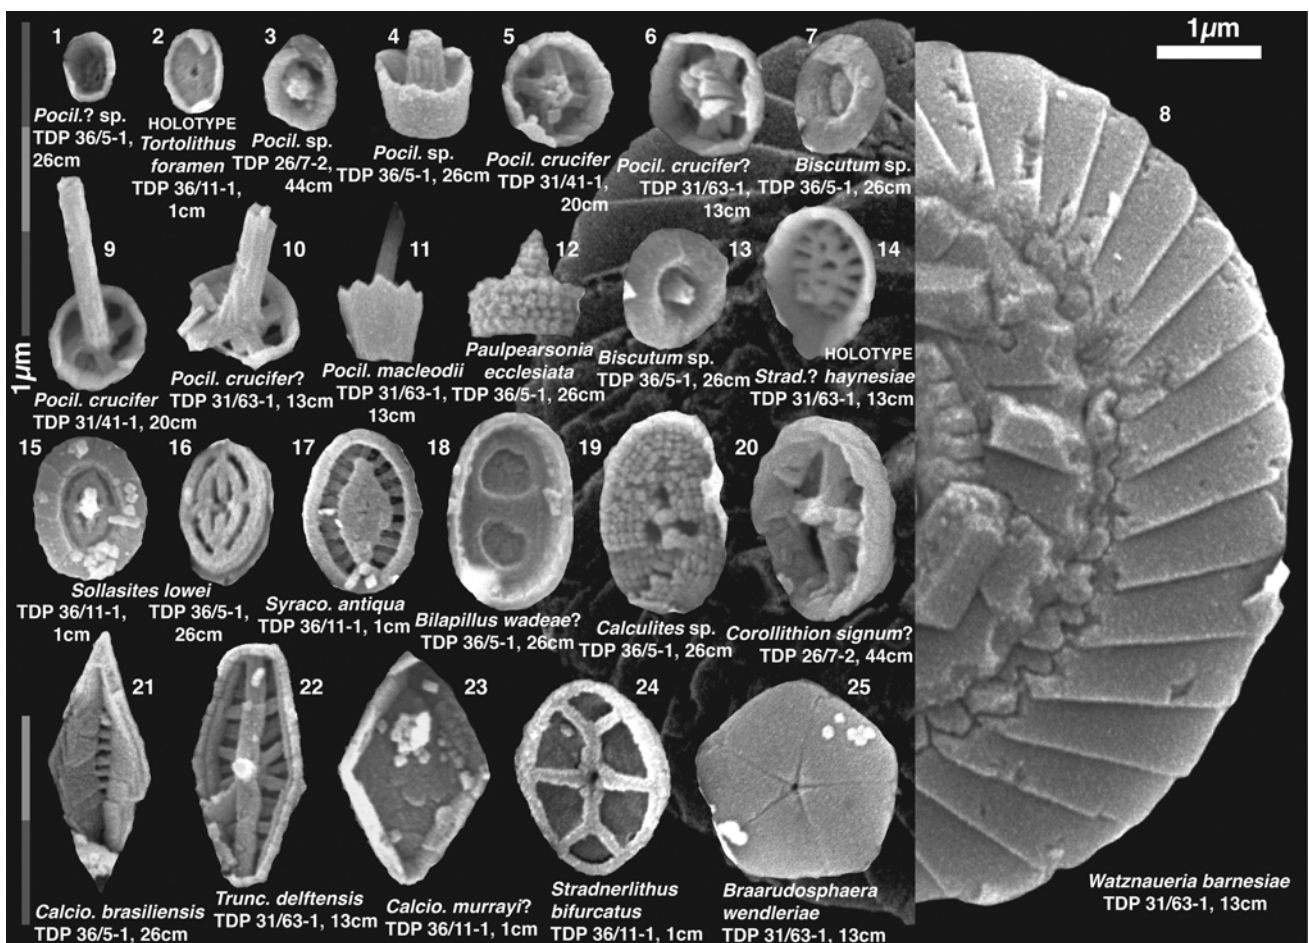 1
2
3
4
5
6
7
1µm
8
Pocil.? sp.
TDP 36/5-1,
26cm
HOLOTYPE
Tortolithus
foramen
TDP 36/11-1,
1cm
Pocil. sp.
TDP 26/7-2,
44cm
Pocil. sp.
TDP 36/5-1, 26cm
Pocil. crucifer
TDP 31/41-1,
20cm
Pocil. crucifer?
TDP 31/63-1,
13cm
Biscutum sp.
TDP 36/5-1, 26cm
1µm
9
10
11
12
13
14
Pocil. crucifer
TDP 31/41-1, 20cm
Pocil. crucifer?
TDP 31/63-1, 13cm
Pocil. macleodii
TDP 31/63-1,
13cm
Paulpearsonia
ecclesiata
TDP 36/5-1, 26cm
Biscutum sp.
TDP 36/5-1, 26cm
HOLOTYPE
Strad.? haynesiae
TDP 31/63-1, 13cm
15
16
17
18
19
20
Sollasites lowei
TDP 36/11-1,
1cm
TDP 36/5-1,
26cm
Syraco. antiqua
TDP 36/11-1, 1cm
Bilapillus wadeae?
TDP 36/5-1, 26cm
Calculites sp.
TDP 36/5-1, 26cm
Corollithion signum?
TDP 26/7-2, 44cm
21
22
23
24
25
Calcio. brasiliensis
TDP 36/5-1, 26cm
Trunc. delftensis
TDP 31/63-1, 13cm
Calcio. murrayi?
TDP 36/11-1, 1cm
Stradnerlithus
bifurcatus
TDP 36/11-1, 1cm
Braarudosphaera
wendleriae
TDP 31/63-1, 13cm
Watznaueria barnesiae
TDP 31/63-1, 13cm